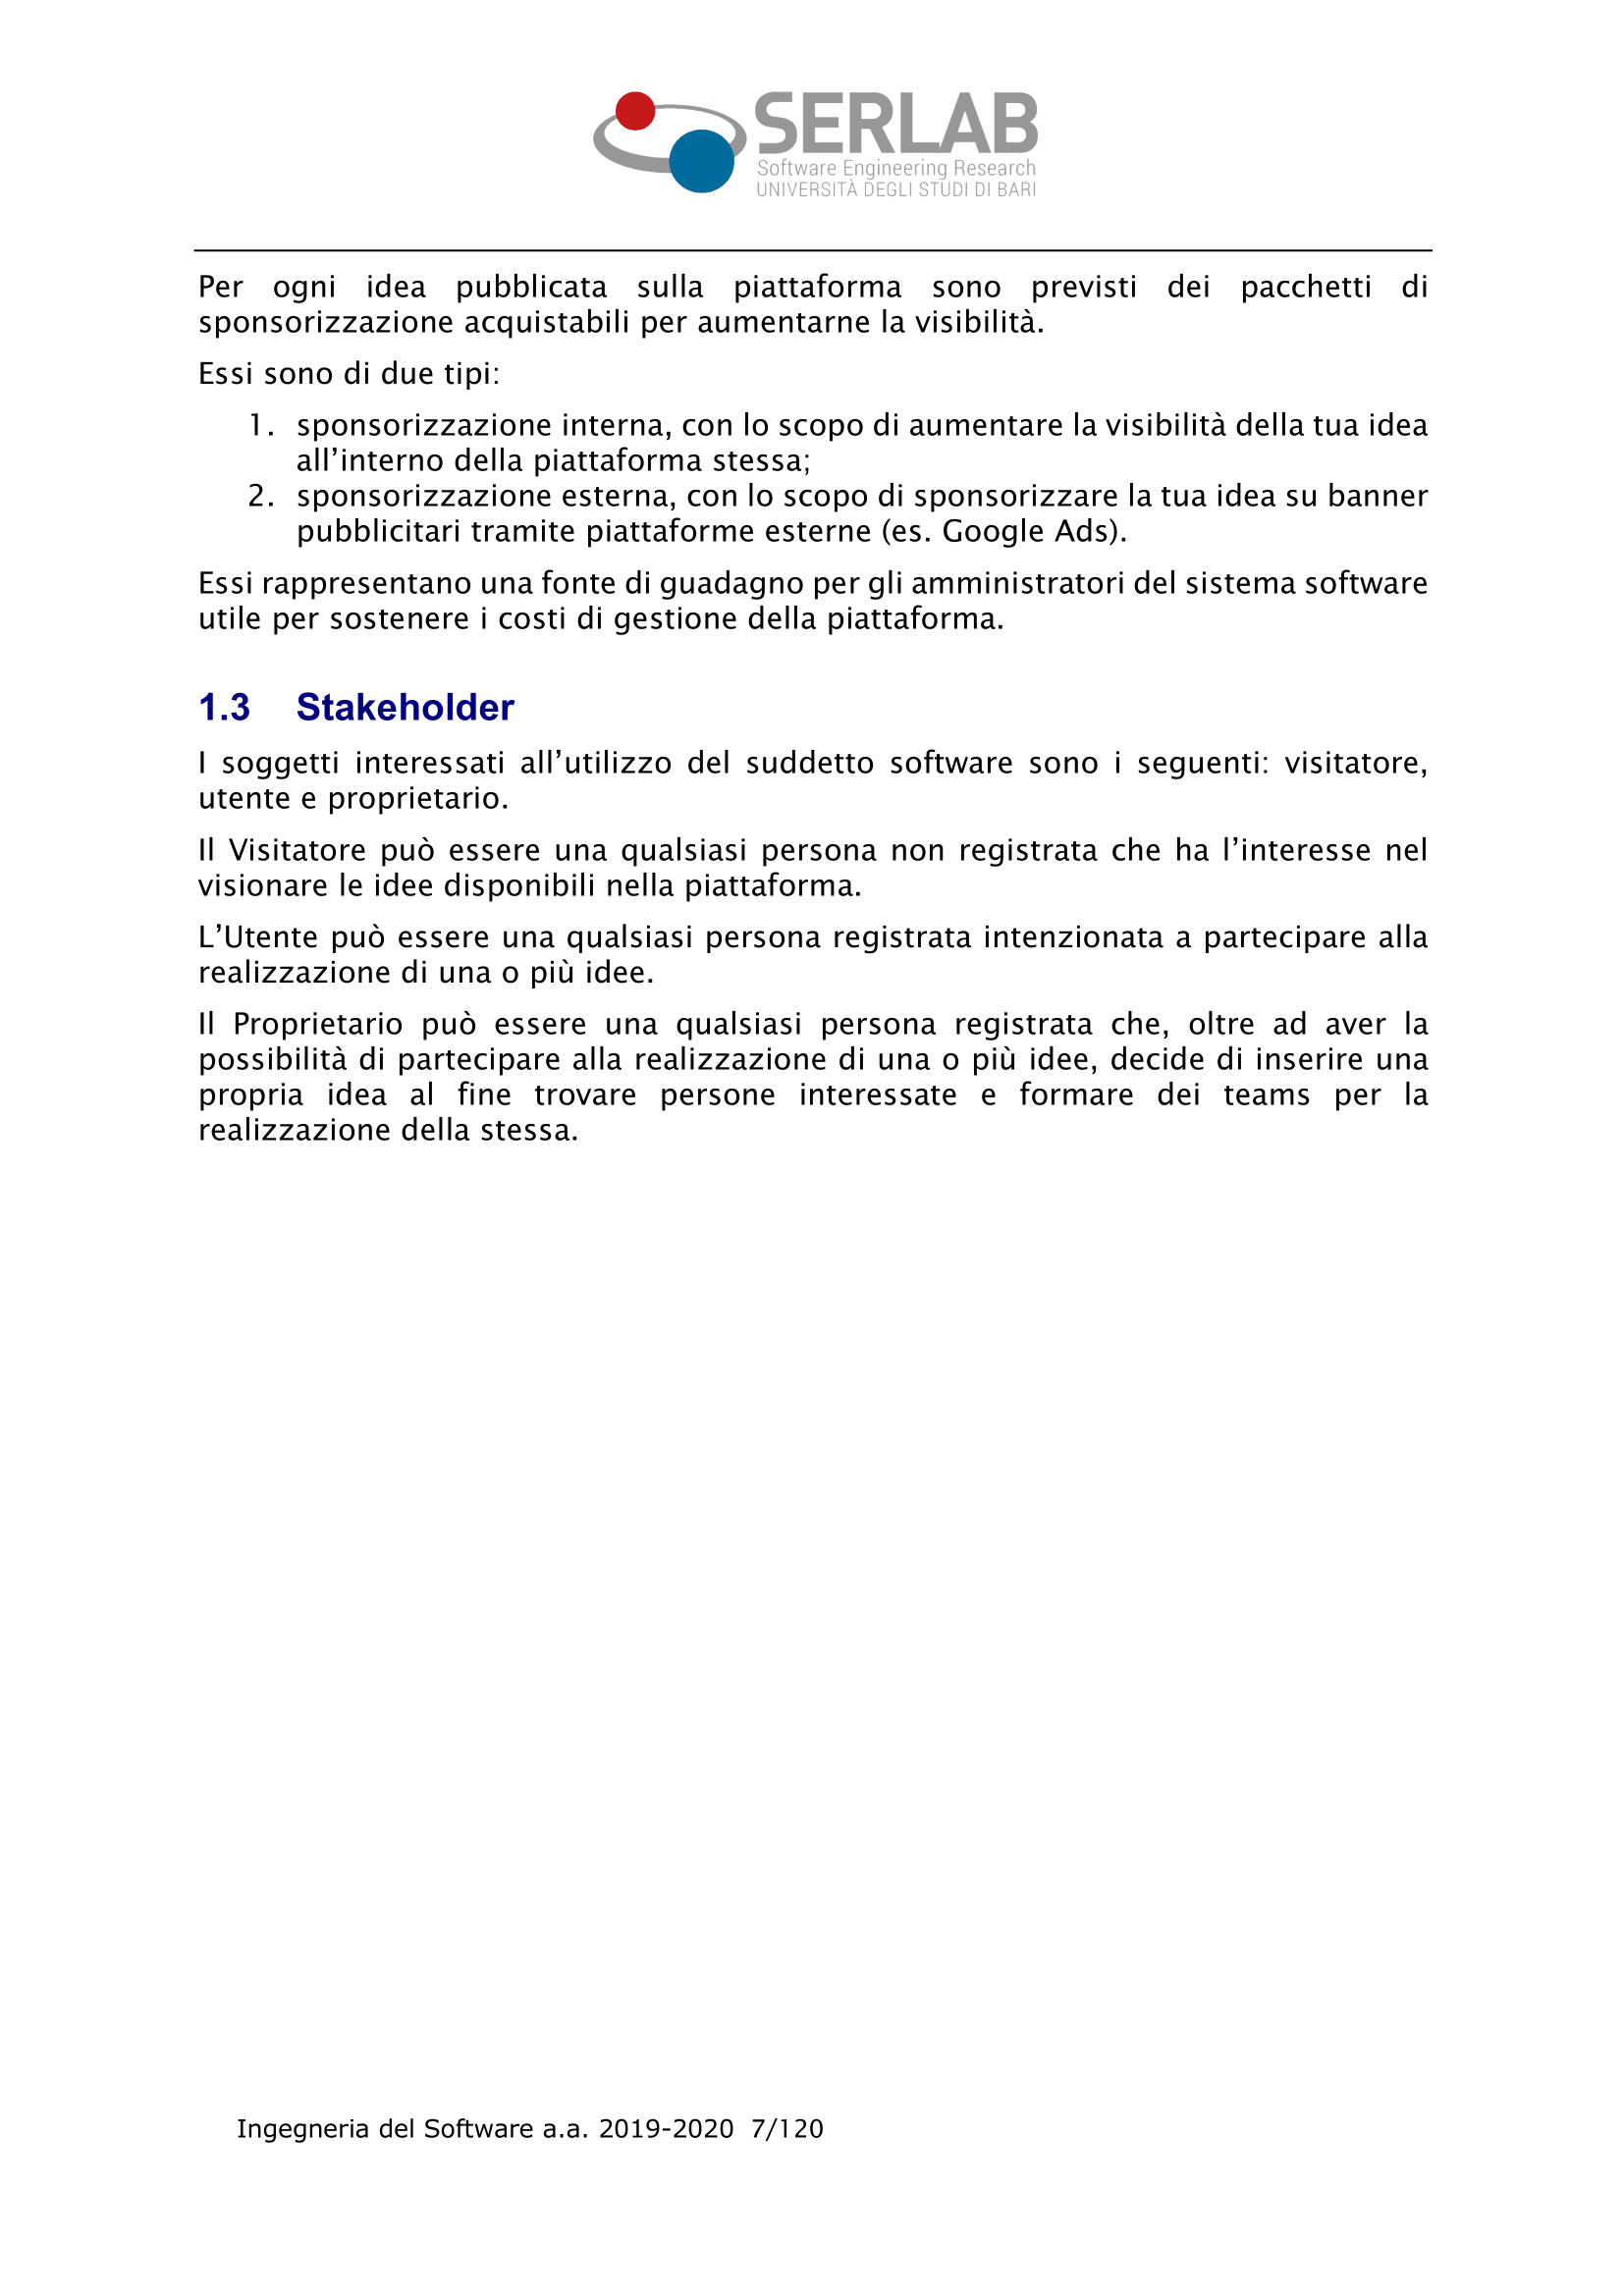 SERLAB
Software Engineering Research
UNIVERSITÀ DEGLI STUDI DI BARI
Per ogni idea pubblicata sulla piattaforma sono previsti dei pacchetti di
sponsorizzazione acquistabili per aumentarne la visibilità.
Essi sono di due tipi:
1. sponsorizzazione interna, con lo scopo di aumentare la visibilità della tua idea
all’interno della piattaforma stessa;
2. sponsorizzazione esterna, con lo scopo di sponsorizzare la tua idea su banner
pubblicitari tramite piattaforme esterne (es. Google Ads).
Essi rappresentano una fonte di guadagno per gli amministratori del sistema software
utile per sostenere i costi di gestione della piattaforma.
1.3 Stakeholder
I soggetti interessati all’utilizzo del suddetto software sono i seguenti: visitatore,
utente e proprietario.
Il Visitatore può essere una qualsiasi persona non registrata che ha l’interesse nel
visionare le idee disponibili nella piattaforma.
L’Utente può essere una qualsiasi persona registrata intenzionata a partecipare alla
realizzazione di una o più idee.
Il Proprietario può essere una qualsiasi persona registrata che, oltre ad aver la
possibilità di partecipare alla realizzazione di una o più idee, decide di inserire una
propria idea al fine trovare persone interessate e formare dei teams per la
realizzazione della stessa.
Ingegneria del Software a.a. 2019-2020 7/120